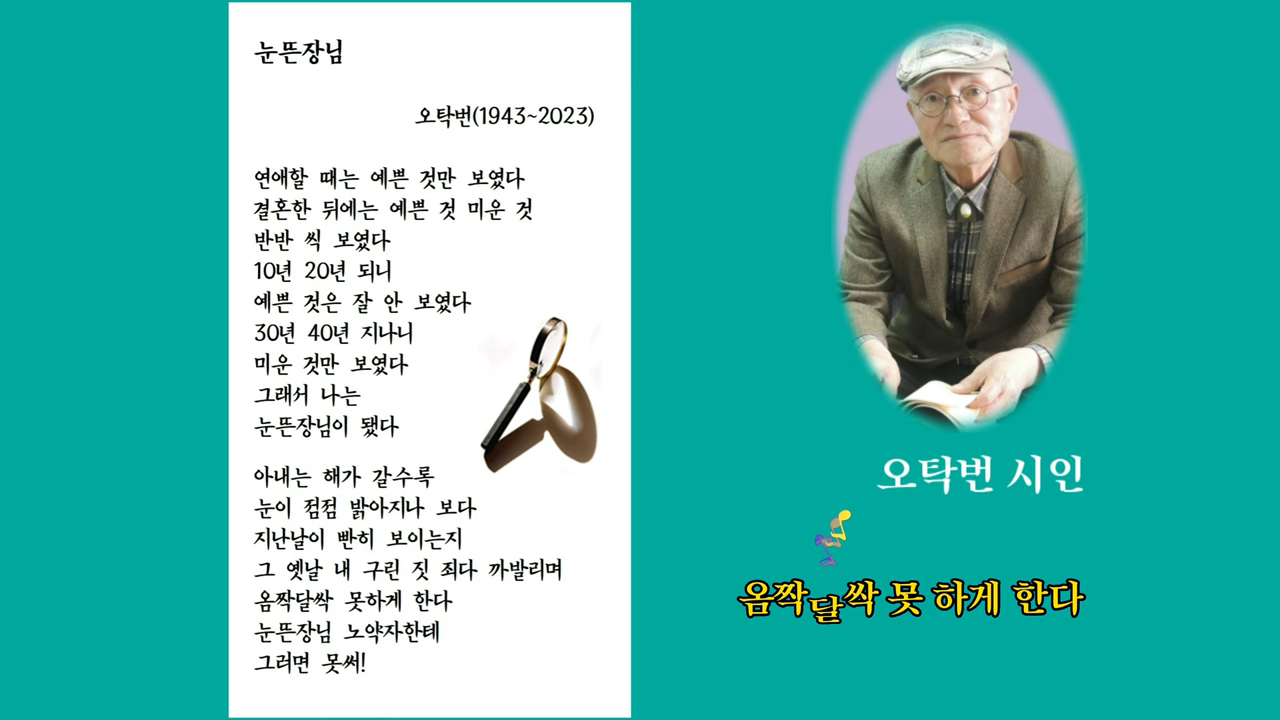 눈뜬장님
오탁번(1943~2023)
연애할 때는 예쁜 것만 보였다
결혼한 뒤에는 예쁜 것 미운 것
반반 씩 보였다
10년 20년 되니
예쁜 것은 잘 안 보였다
30년 40년 지나니
미운 것만 보였다
그래서 나는
눈뜬장님이 됐다
아내는 해가 갈수록
눈이 점점 밝아지나 보다
지난날이 빤히 보이는지
그 옛날 내 구린 짓 죄다 까발리며
옴짝달싹 못하게 한다
눈뜬장님 노약자한테
그러면 못써!
오탁번 시인
옴짝달싹 못 하게 한다